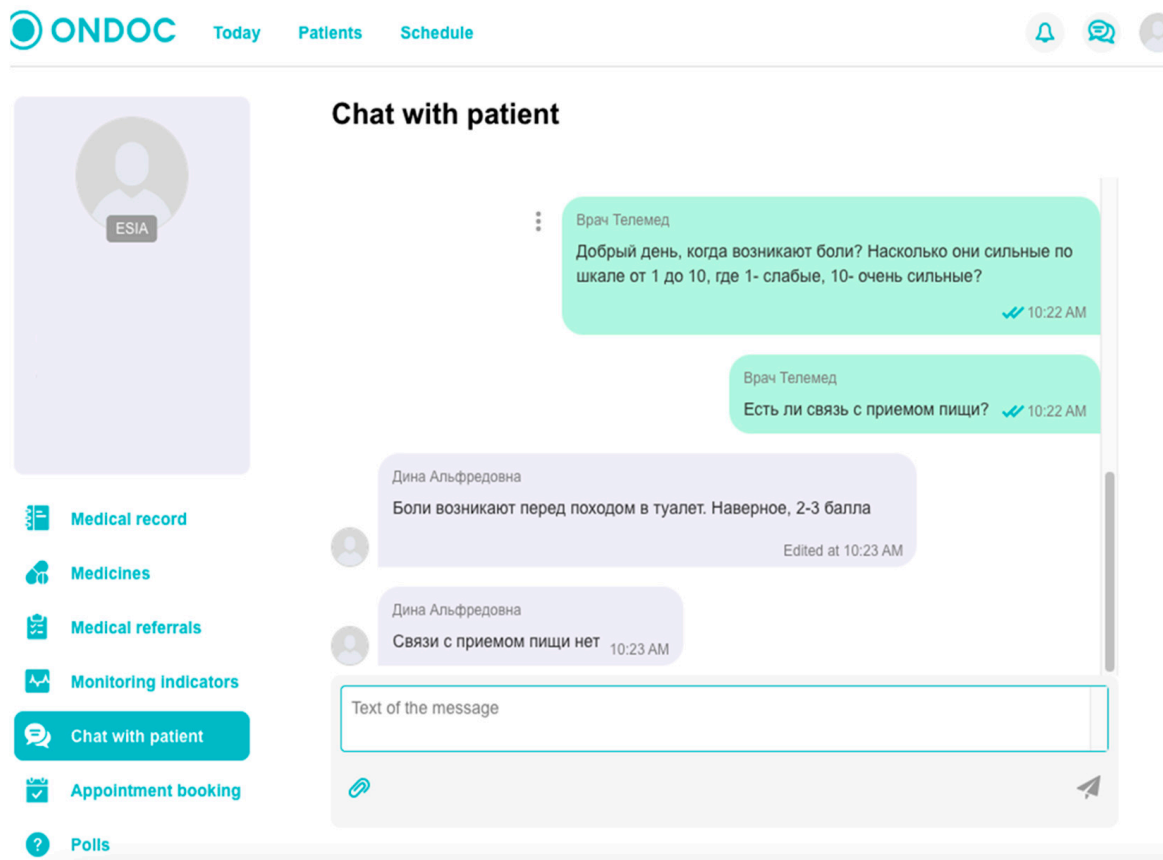 ONDOC
Today
Patients
Schedule
ESIA
Chat with patient
Врач Телемед
Добрый день, когда возникают боли? Насколько они сильные по
шкале от 1 до 10, где 1- слабые, 10- очень сильные?
10:22 AM
Врач Телемед
Есть ли связь с приемом пищи? 10:22 AM
Дина Альфредовна
Боли возникают перед походом в туалет. Наверное, 2-3 балла
Edited at 10:23 AM
Дина Альфредовна
Связи с приемом пищи нет 10:23 AM
Text of the message
Medical record
Medicines
Medical referrals
Monitoring indicators
Chat with patient
Appointment booking
Polls